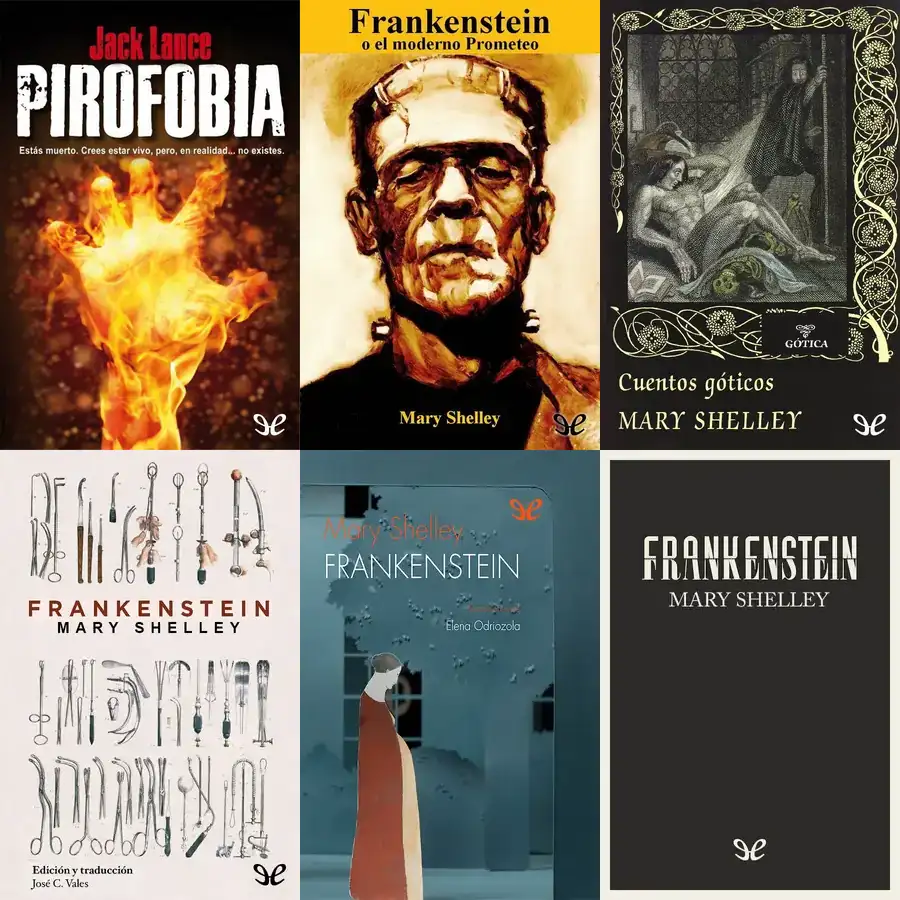 Jack Lance
PIROFOBIA
Estás muerto. Crees estar vivo, pero, en realidad... no existes.
Frankenstein
o el moderno Prometeo
Mary Shelley
GÓTICA
Cuentos góticos
MARY SHELLEY
FRANKENSTEIN
MARY SHELLEY
Edición y traducción
José C. Vales
Mary Shelley
FRANKENSTEIN
Elena Odriozola
FRANKENSTEIN
MARY SHELLEY